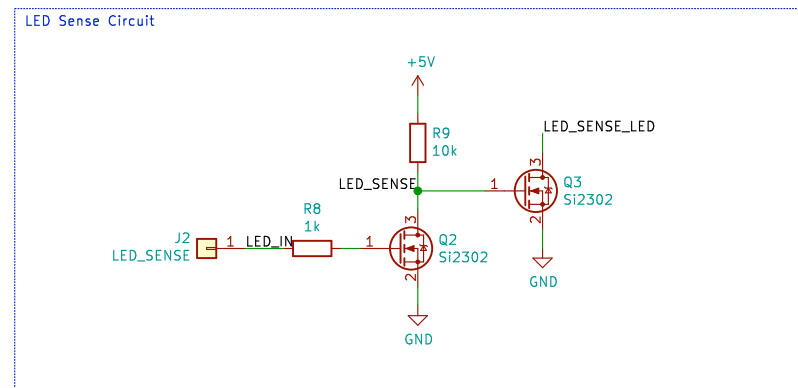 LED Sense Circuit
+5V
LED_SENSE_LED
R9
10k
3
LED_SENSE
1
Q3
Si2302
R8
1k
3
2
J2
LED_SENSE
1
LED_IN
1
Q2
Si2302
2
GND
GND